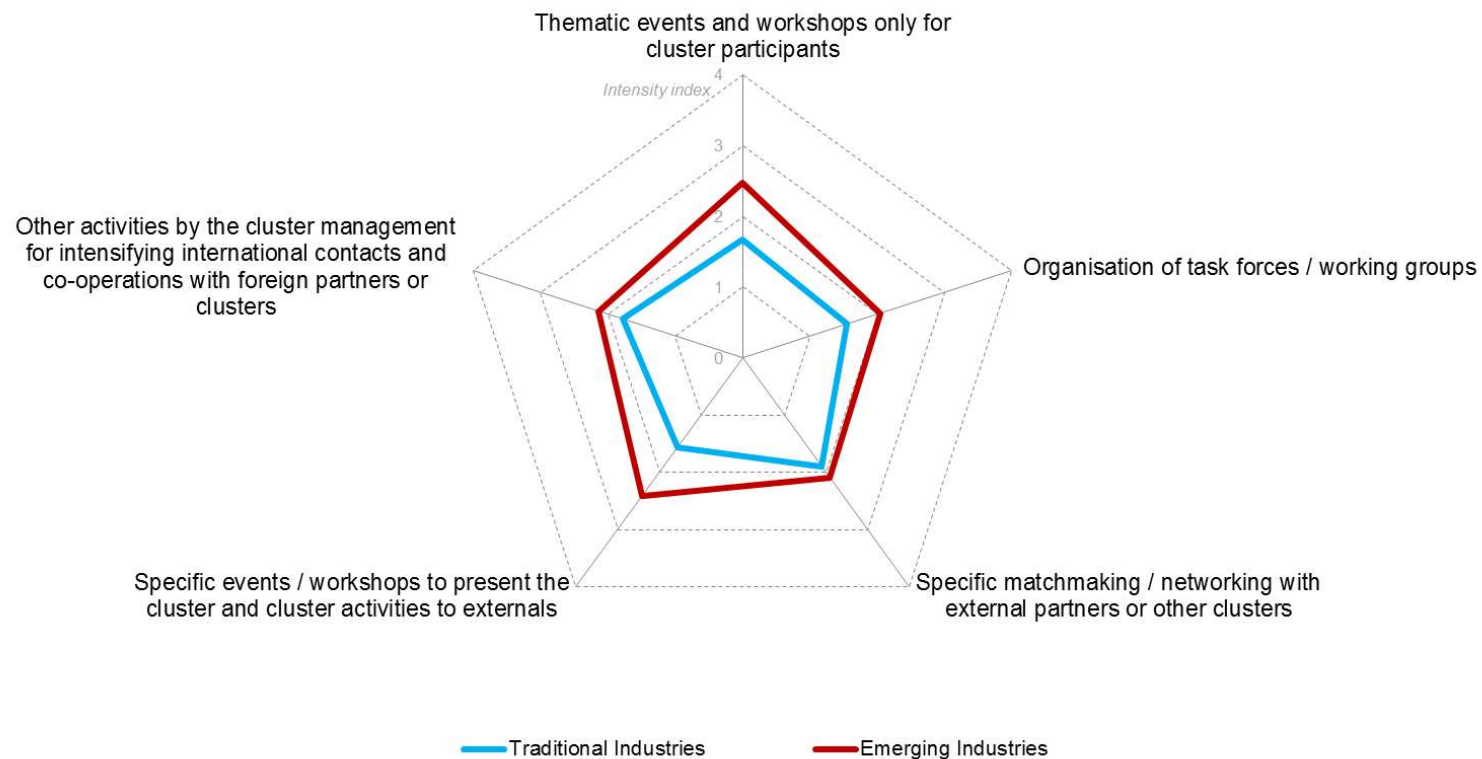 Thematic events and workshops only for
cluster participants
4
Intensity index
3
2
1
0
Other activities by the cluster management
for intensifying international contacts and
co-operations with foreign partners or
clusters
Organisation of task forces / working groups
Specific events / workshops to present the
cluster and cluster activities to externals
Specific matchmaking / networking with
external partners or other clusters
Traditional Industries
Emerging Industries